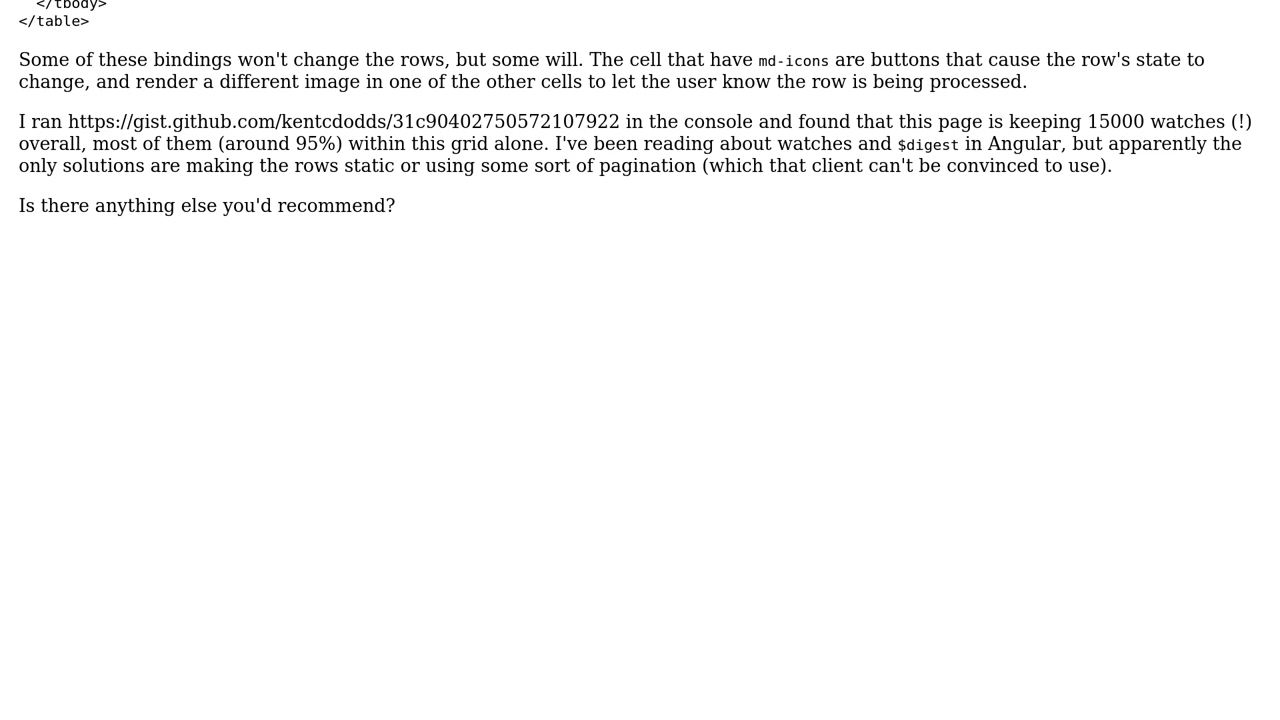 </tbody>
</table>
Some of these bindings won't change the rows, but some will. The cell that have md-icons are buttons that cause the row's state to
change, and render a different image in one of the other cells to let the user know the row is being processed.
I ran https://gist.github.com/kentcdodds/31c90402750572107922 in the console and found that this page is keeping 15000 watches (!)
overall, most of them (around 95%) within this grid alone. I've been reading about watches and $digest in Angular, but apparently the
only solutions are making the rows static or using some sort of pagination (which that client can't be convinced to use).
Is there anything else you'd recommend?